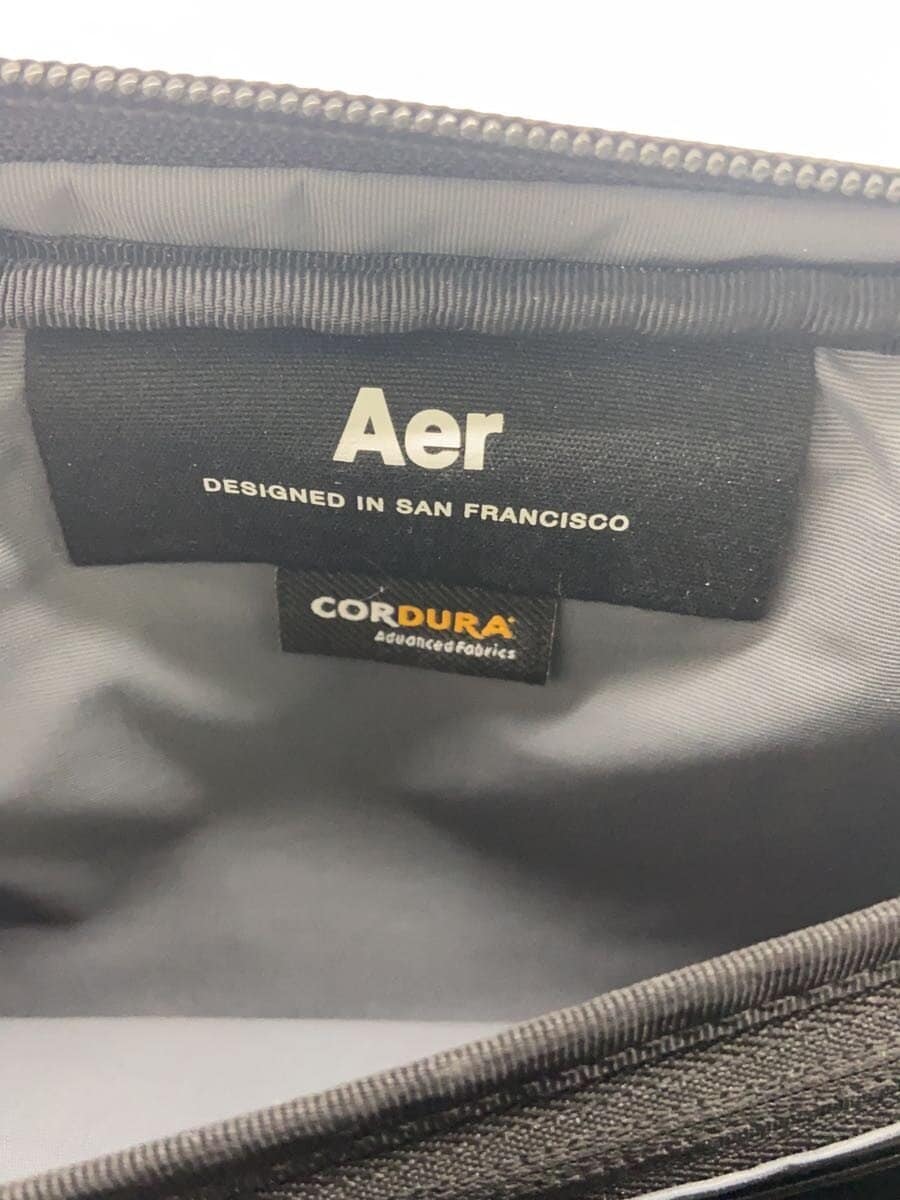 Aer
DESIGNED IN SAN FRANCISCO
CORDURA
Advanced Fabrics